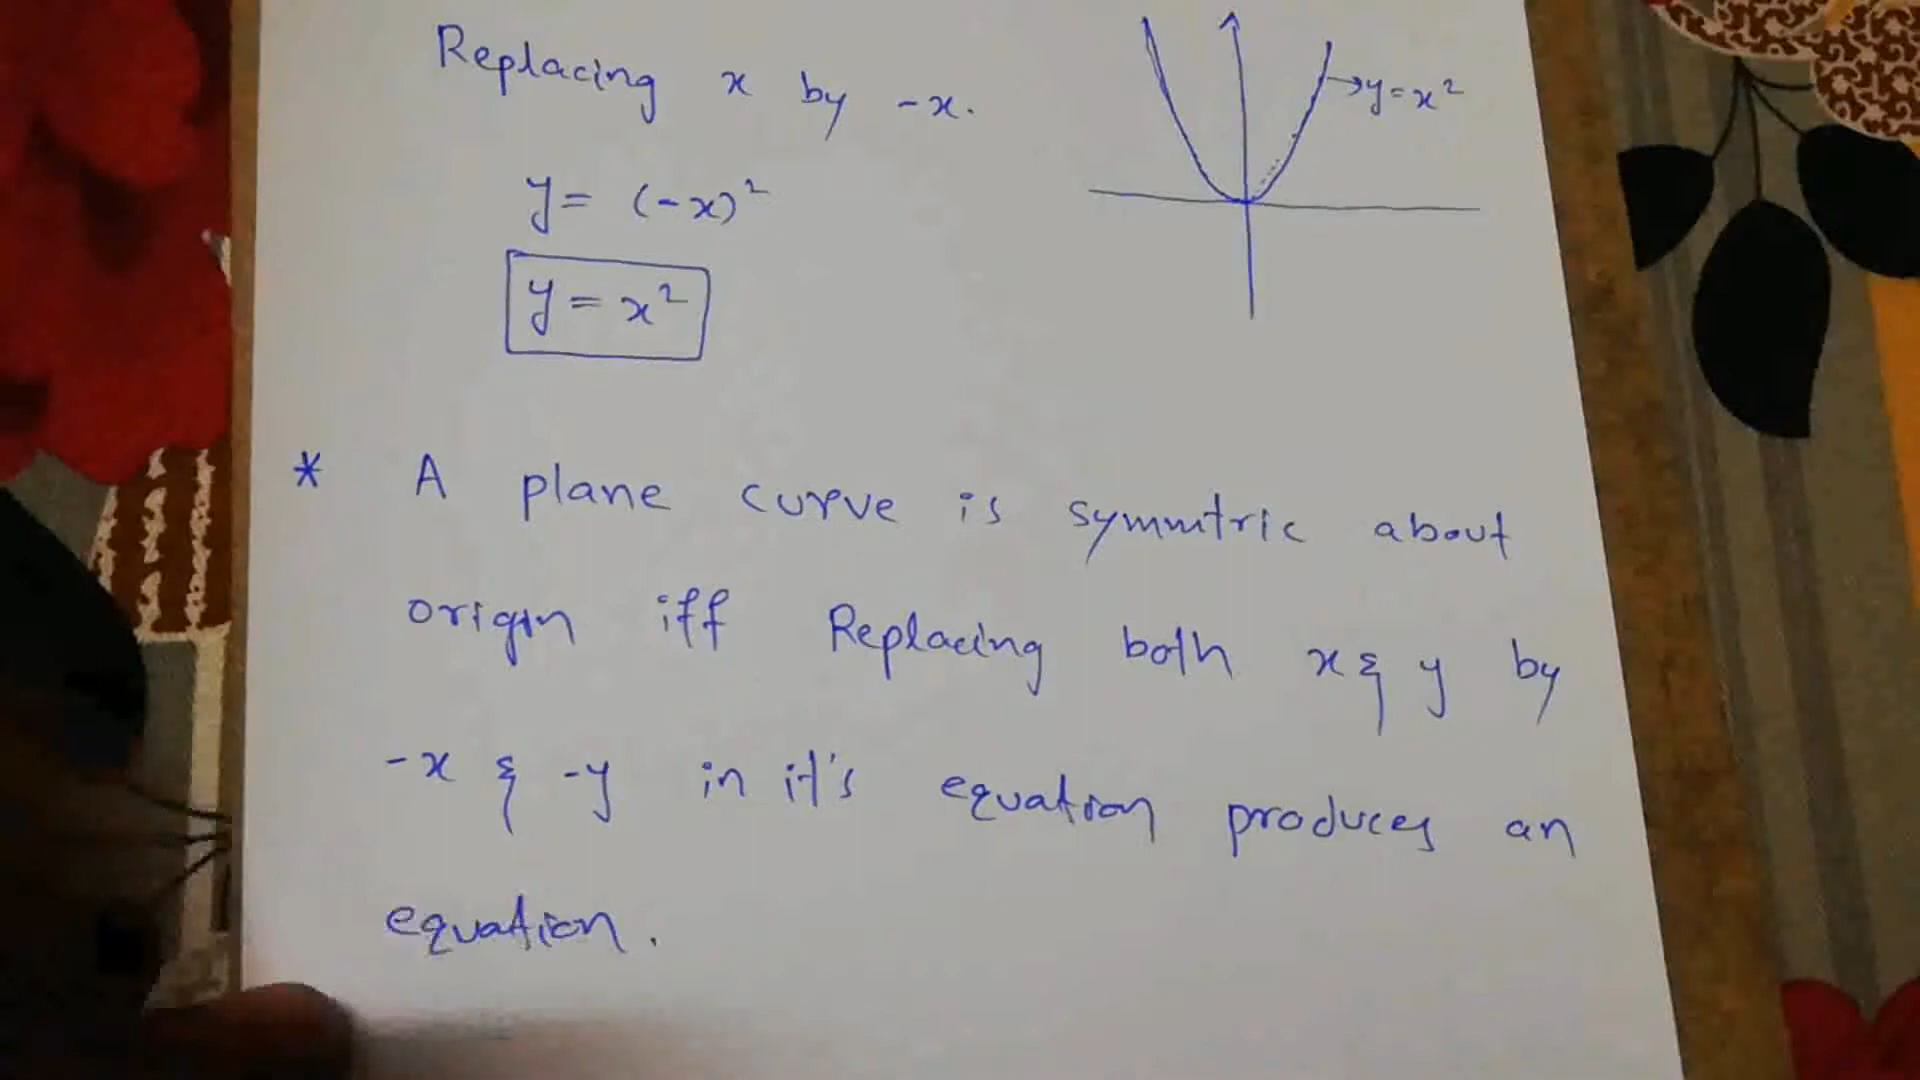 Replacing x by -x.
y = x²
y = (-x)²
y = x²
* A plane curve is symmtric about
origin iff Replacing both x & y by
-x & -y in it's equation produces an
equation.